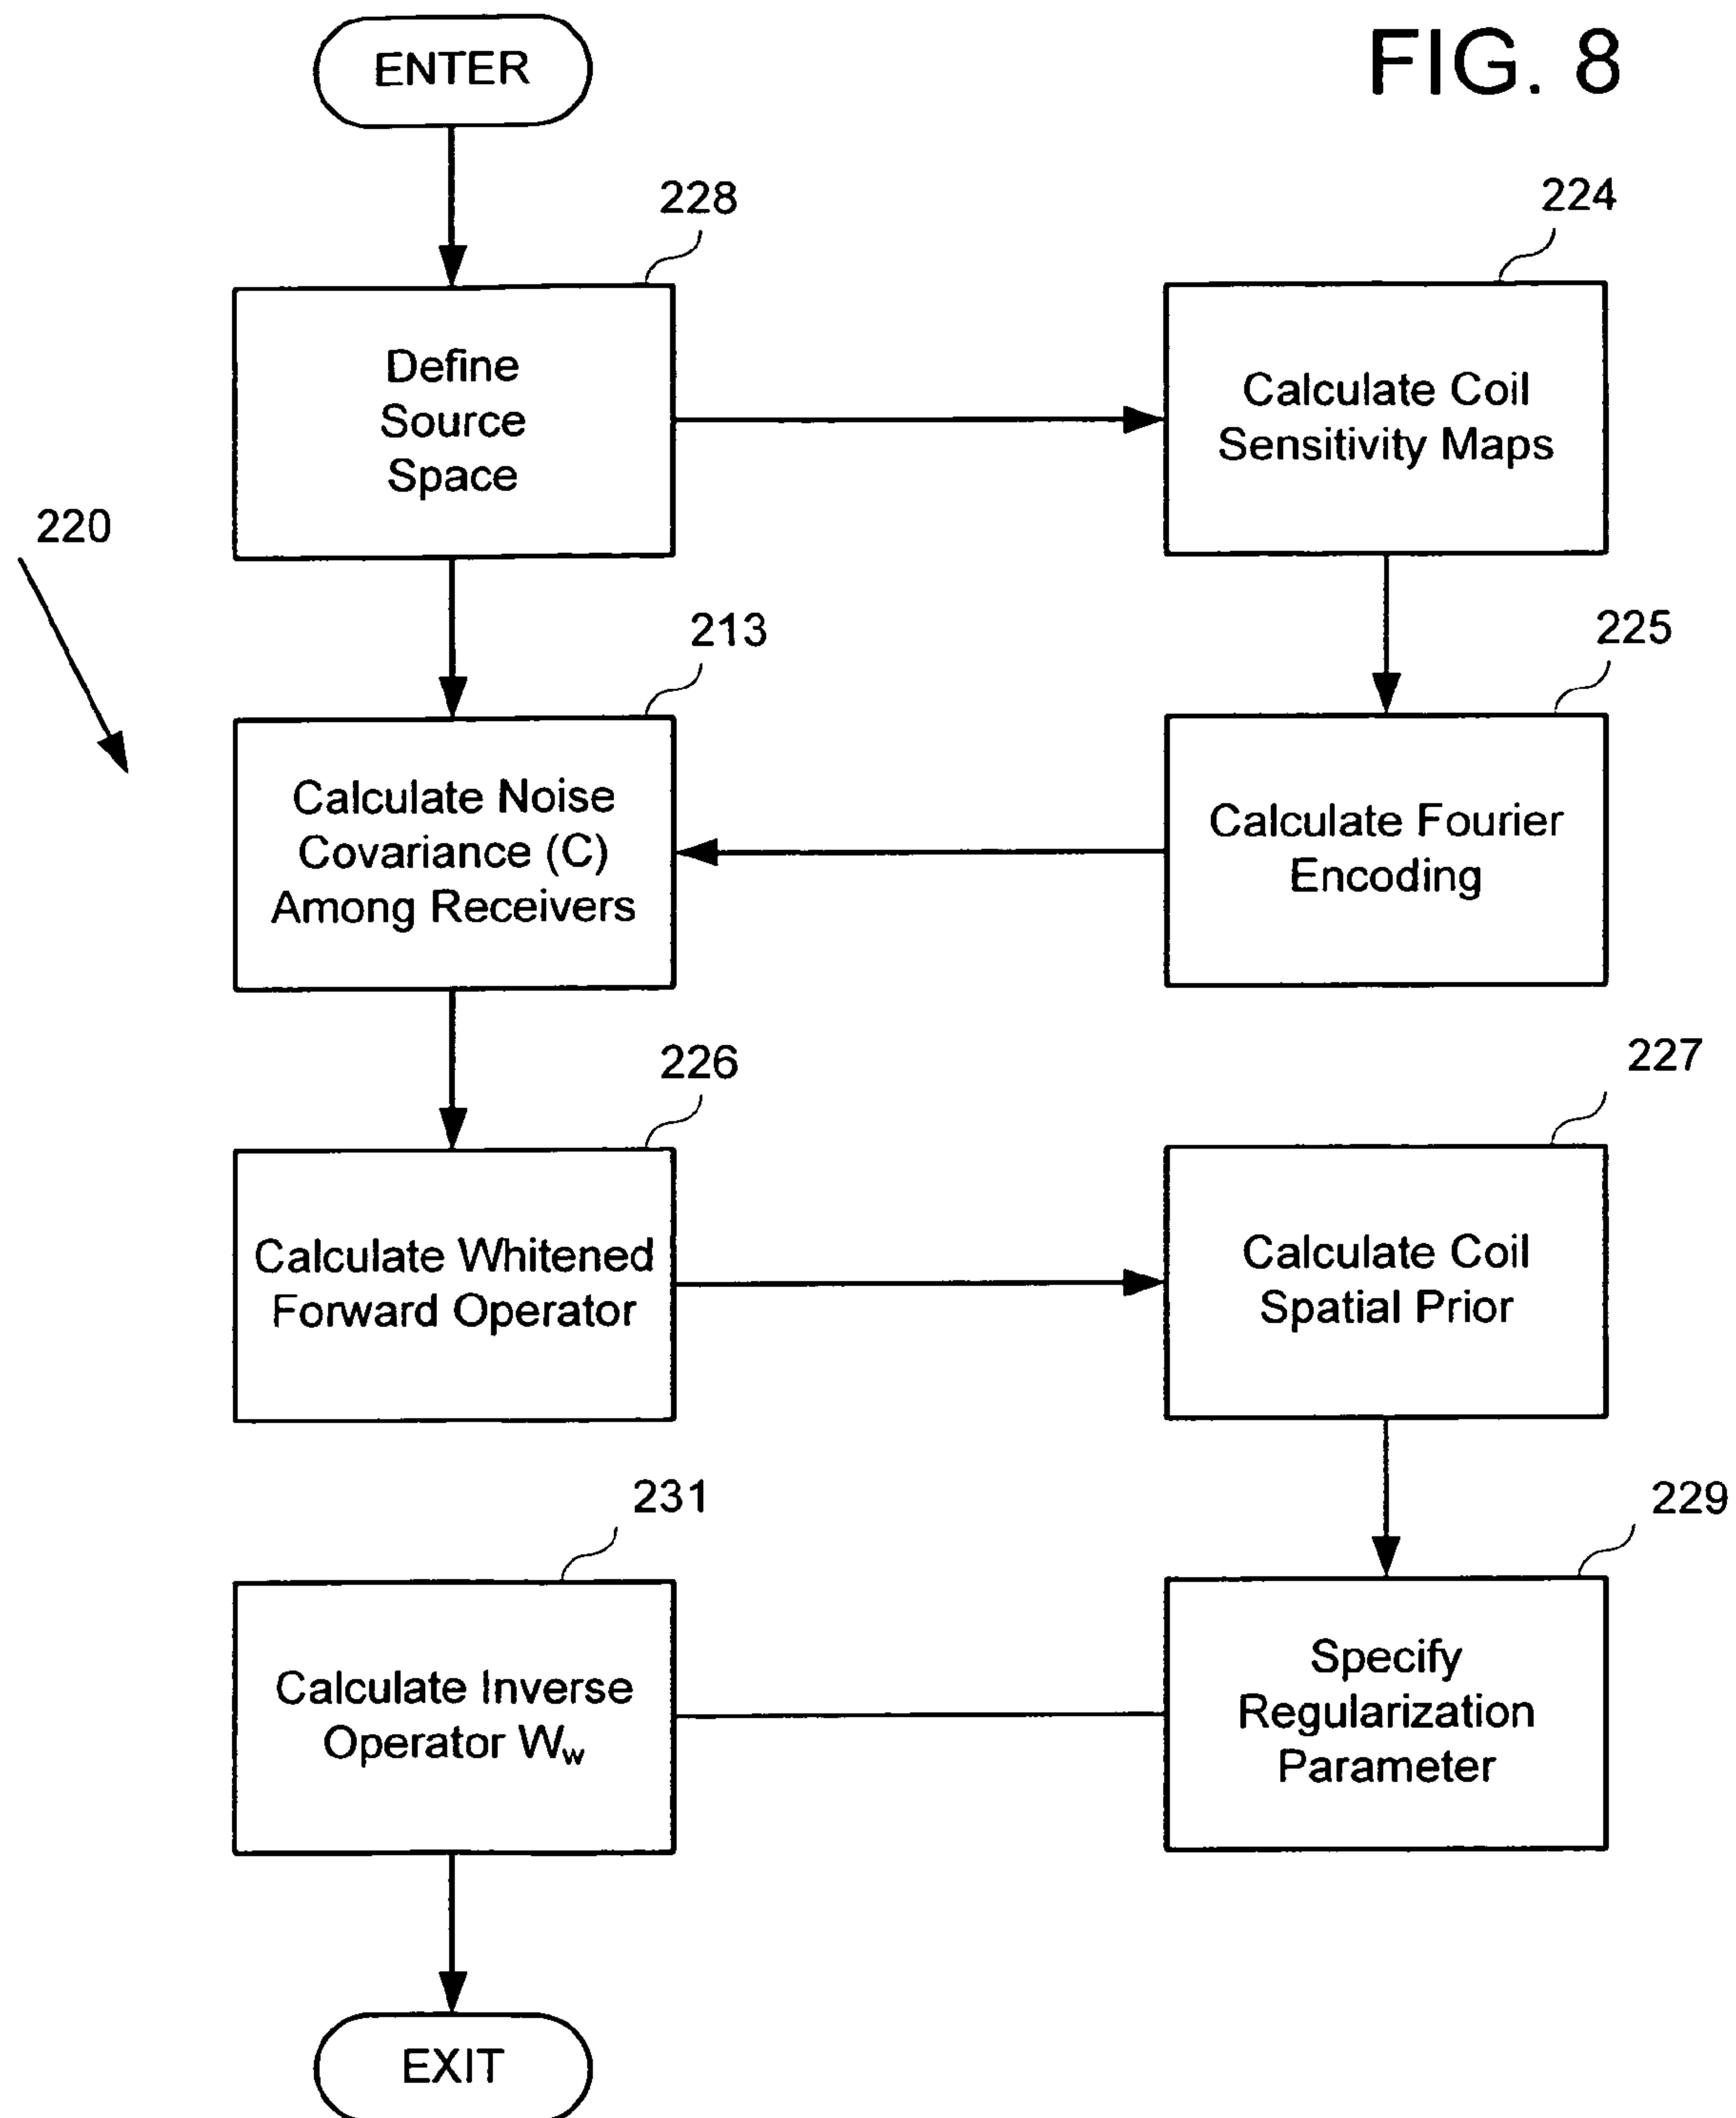 FIG. 8
ENTER
228
224
Define
Source
Space
Calculate Coil
Sensitivity Maps
220
213
225
Calculate Noise
Covariance (C)
Among Receivers
Calculate Fourier
Encoding
226
227
Calculate Whitened
Forward Operator
Calculate Coil
Spatial Prior
231
229
Calculate Inverse
Operator Ww
Specify
Regularization
Parameter
EXIT